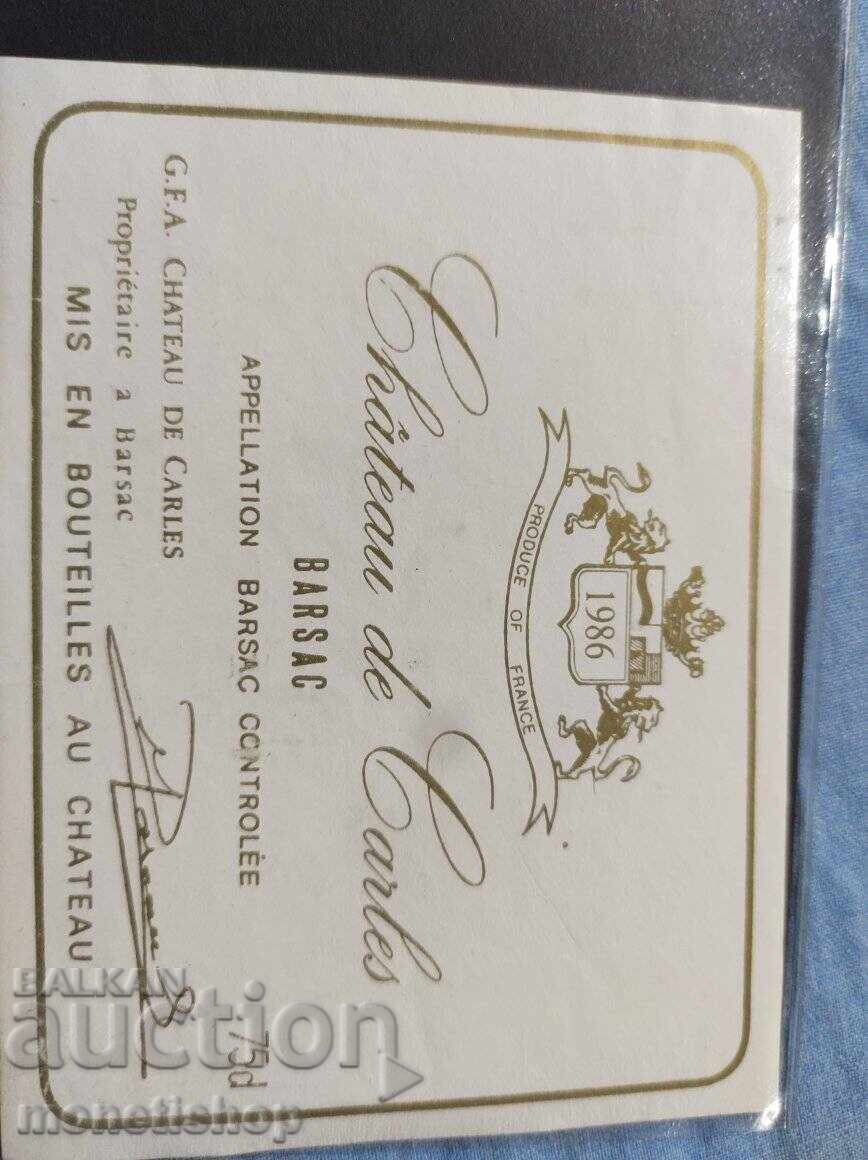 1986
PRODUCE OF FRANCE
Château de Carles
BARSAC
APPELLATION BARSAC CONTROLÉE
75d
G.F.A. CHATEAU DE CARLES
Propriétaire a Barsac
MIS EN BOUTEILLES AU CHATEAU
BALKAN
auction
monetishop